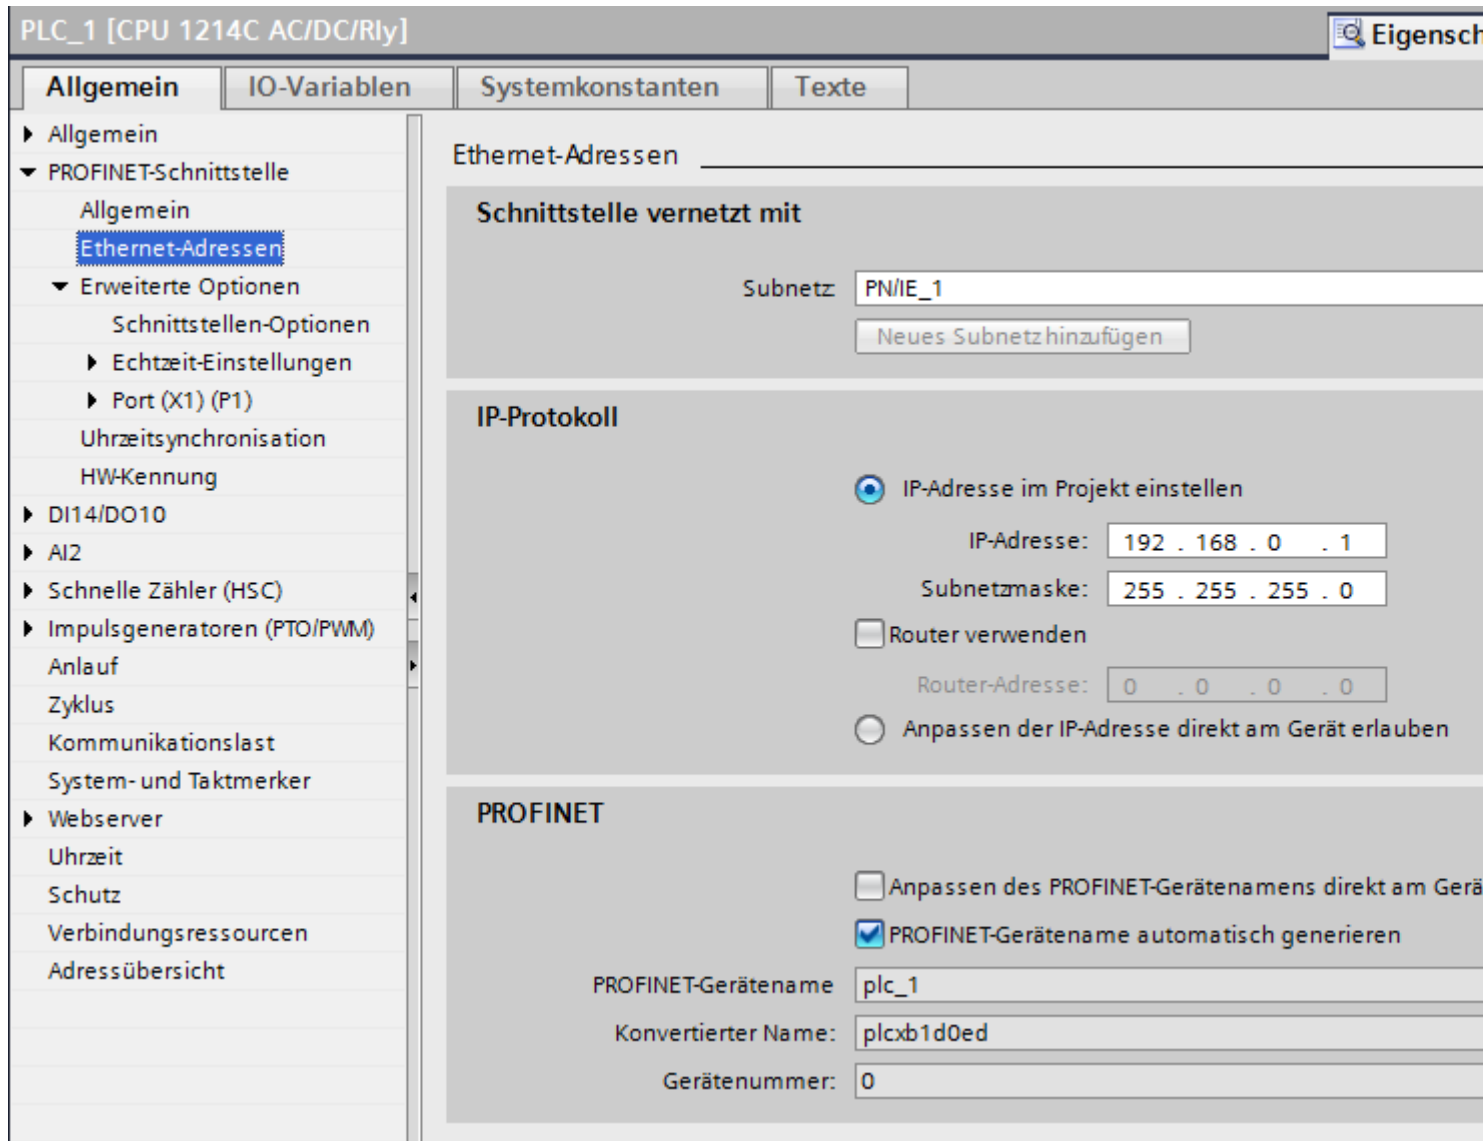 PLC_1 [CPU 1214C AC/DC/Rly]
Eigensch
Allgemein IO-Variablen Systemkonstanten Texte
Allgemein
PROFINET-Schnittstelle
Allgemein
Ethernet-Adressen
Erweiterte Optionen
Schnittstellen-Optionen
Echtzeit-Einstellungen
Port (X1) (P1)
Uhrzeitsynchronisation
HW-Kennung
DI14/DO10
AI2
Schnelle Zähler (HSC)
Impulsgeneratoren (PTO/PWM)
Anlauf
Zyklus
Kommunikationslast
System- und Taktmerker
Webserver
Uhrzeit
Schutz
Verbindungsressourcen
Adressübersicht
Ethernet-Adressen
Schnittstelle vernetzt mit
Subnetz: PN/IE_1
Neues Subnetz hinzufügen
IP-Protokoll
IP-Adresse im Projekt einstellen
IP-Adresse: 192 . 168 . 0 . 1
Subnetzmaske: 255 . 255 . 255 . 0
Router verwenden
Router-Adresse: 0 . 0 . 0 . 0
Anpassen der IP-Adresse direkt am Gerät erlauben
PROFINET
Anpassen des PROFINET-Gerätenamens direkt am Gerä
PROFINET-Gerätename automatisch generieren
PROFINET-Gerätename plc_1
Konvertierter Name: plcxb1d0ed
Gerätenummer: 0